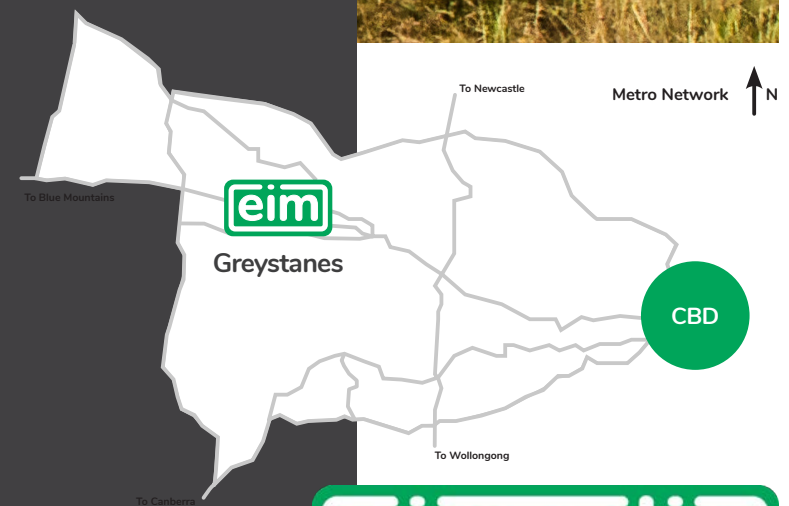 To Newcastle
Metro Network
N
To Blue Mountains
eim
Greystanes
CBD
To Wollongong
To Canberra